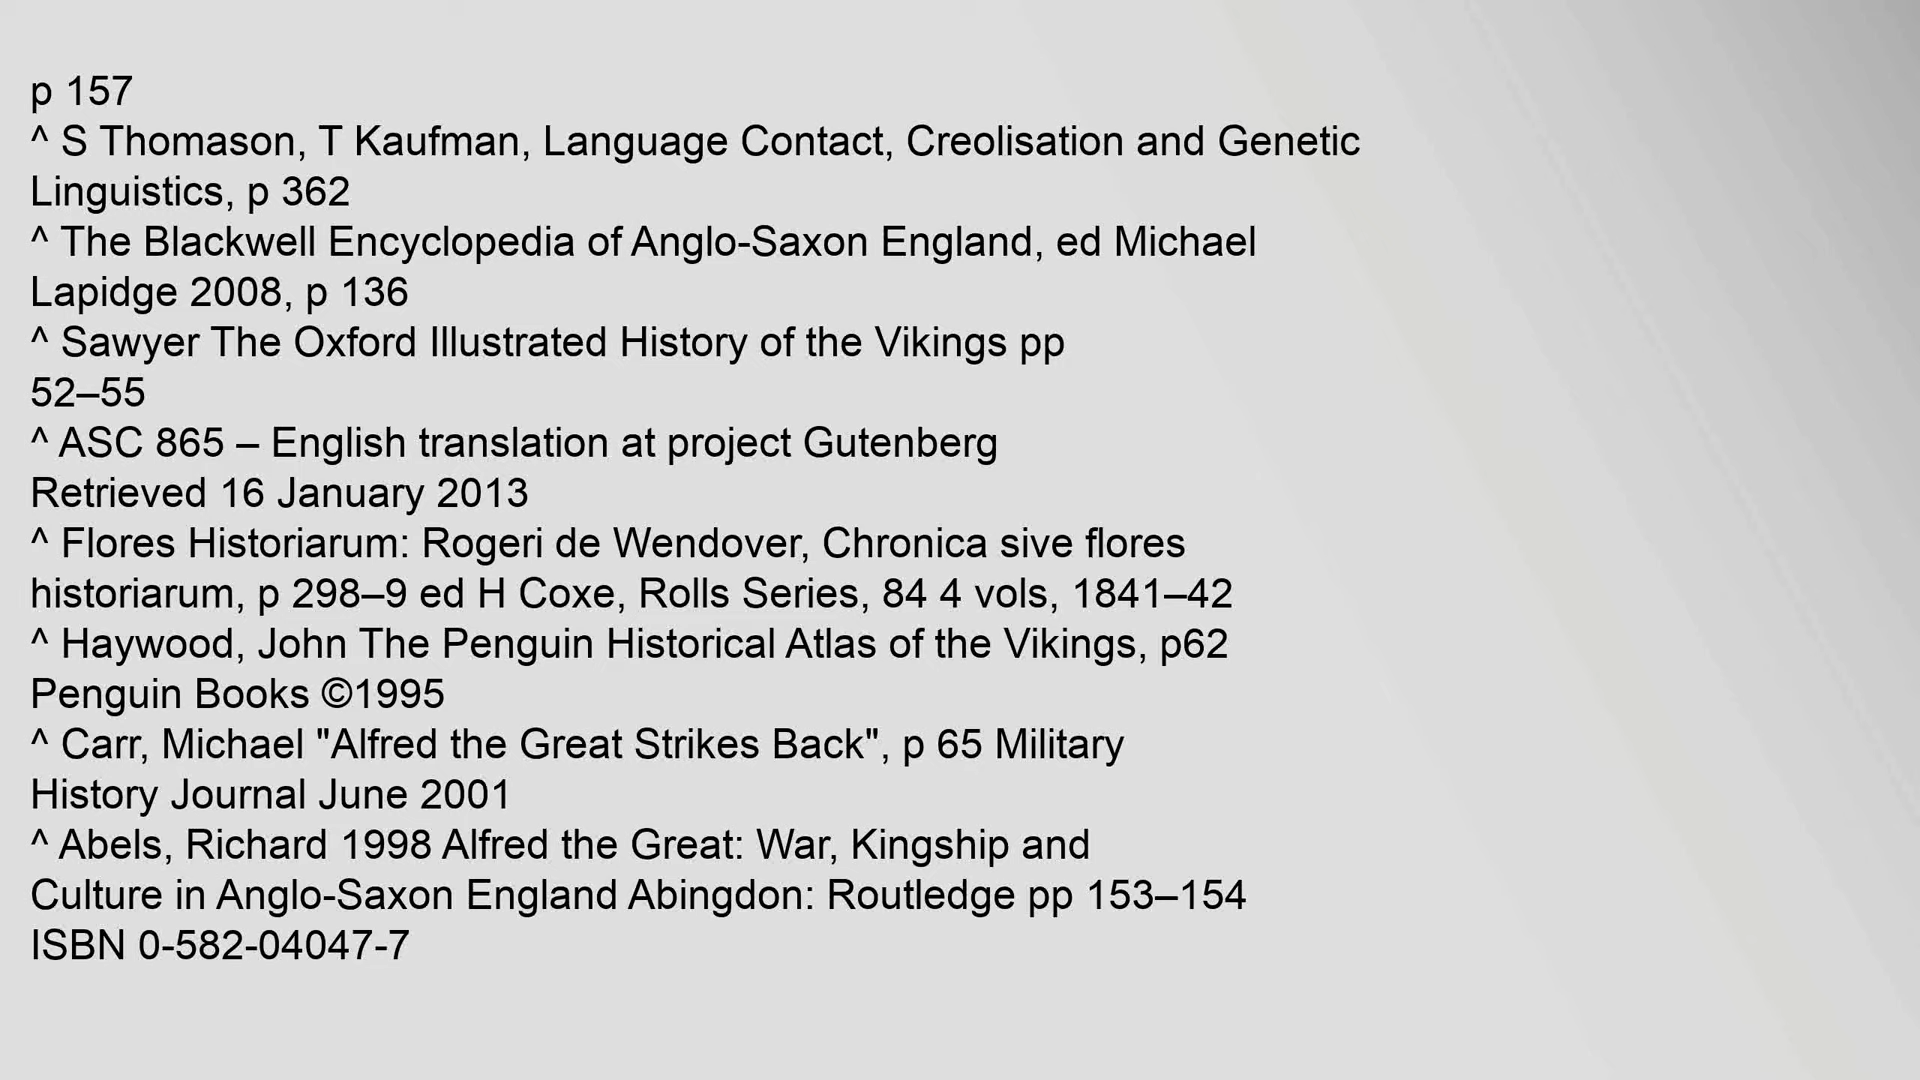 p 157
^ S Thomason, T Kaufman, Language Contact, Creolisation and Genetic
Linguistics, p 362
^ The Blackwell Encyclopedia of Anglo-Saxon England, ed Michael
Lapidge 2008, p 136
^ Sawyer The Oxford Illustrated History of the Vikings pp
52–55
^ ASC 865 – English translation at project Gutenberg
Retrieved 16 January 2013
^ Flores Historiarum: Rogeri de Wendover, Chronica sive flores
historiarum, p 298–9 ed H Coxe, Rolls Series, 84 4 vols, 1841–42
^ Haywood, John The Penguin Historical Atlas of the Vikings, p62
Penguin Books ©1995
^ Carr, Michael "Alfred the Great Strikes Back", p 65 Military
History Journal June 2001
^ Abels, Richard 1998 Alfred the Great: War, Kingship and
Culture in Anglo-Saxon England Abingdon: Routledge pp 153–154
ISBN 0-582-04047-7